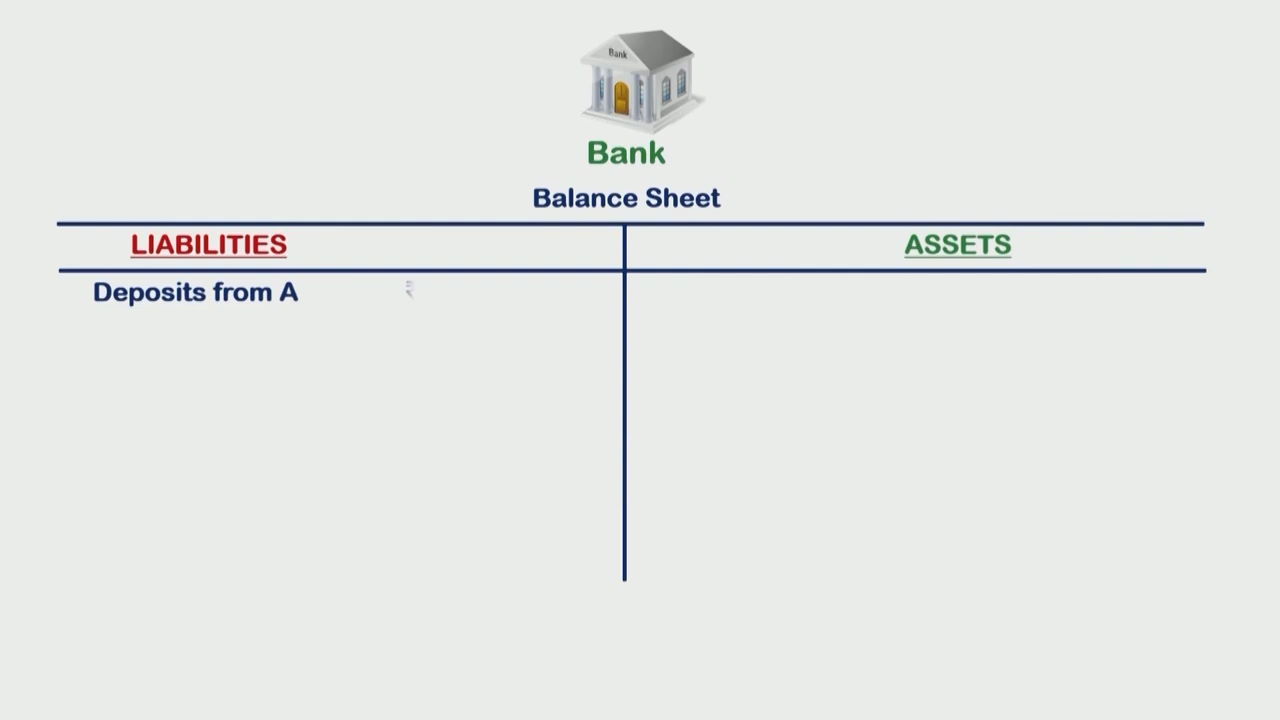 Bank
Bank
Balance Sheet
LIABILITIES ASSETS
Deposits from A ₹